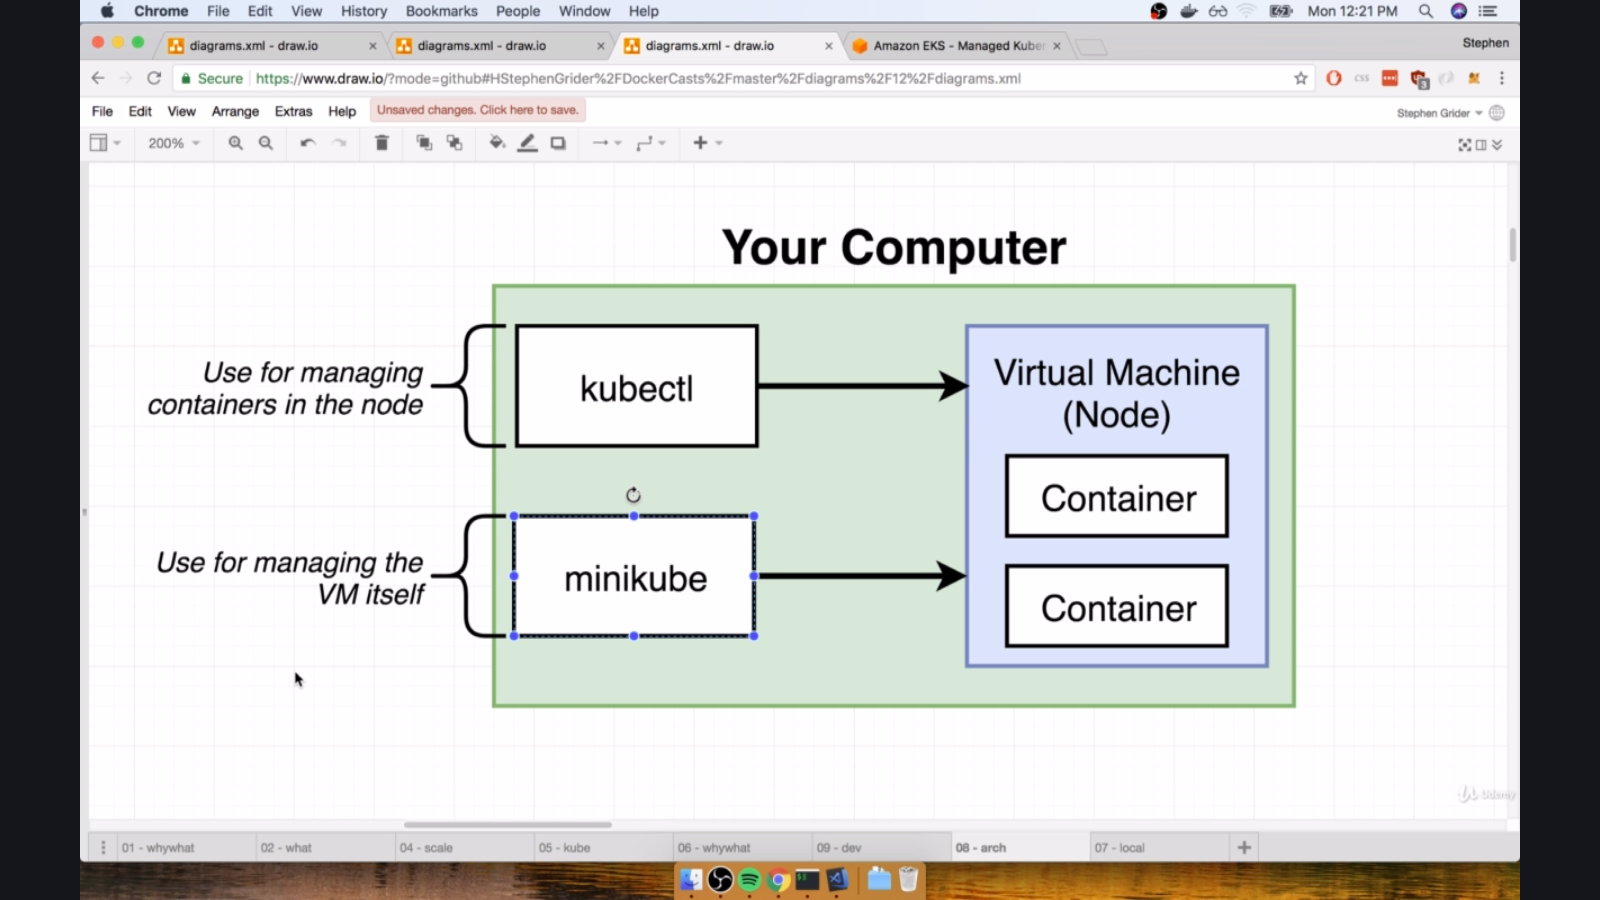 Chrome File Edit View History Bookmarks People Window Help Mon 12:21 PM
diagrams.xml - draw.io diagrams.xml - draw.io diagrams.xml - draw.io Amazon EKS - Managed Kuber Stephen
Secure https://www.draw.io/?mode=github#HStephenGrider%2FDockerCasts%2Fmaster%2Fdiagrams%2F12%2Fdiagrams.xml CSS 3
File Edit View Arrange Extras Help Unsaved changes. Click here to save. Stephen Grider
200%
Your Computer
Use for managing
containers in the node
kubectl
Virtual Machine
(Node)
Container
Use for managing the
VM itself
minikube
Container
Udemy
01 - whywhat 02 - what 04 - scale 05 - kube 06 - whywhat 09 - dev 08 - arch 07 - local